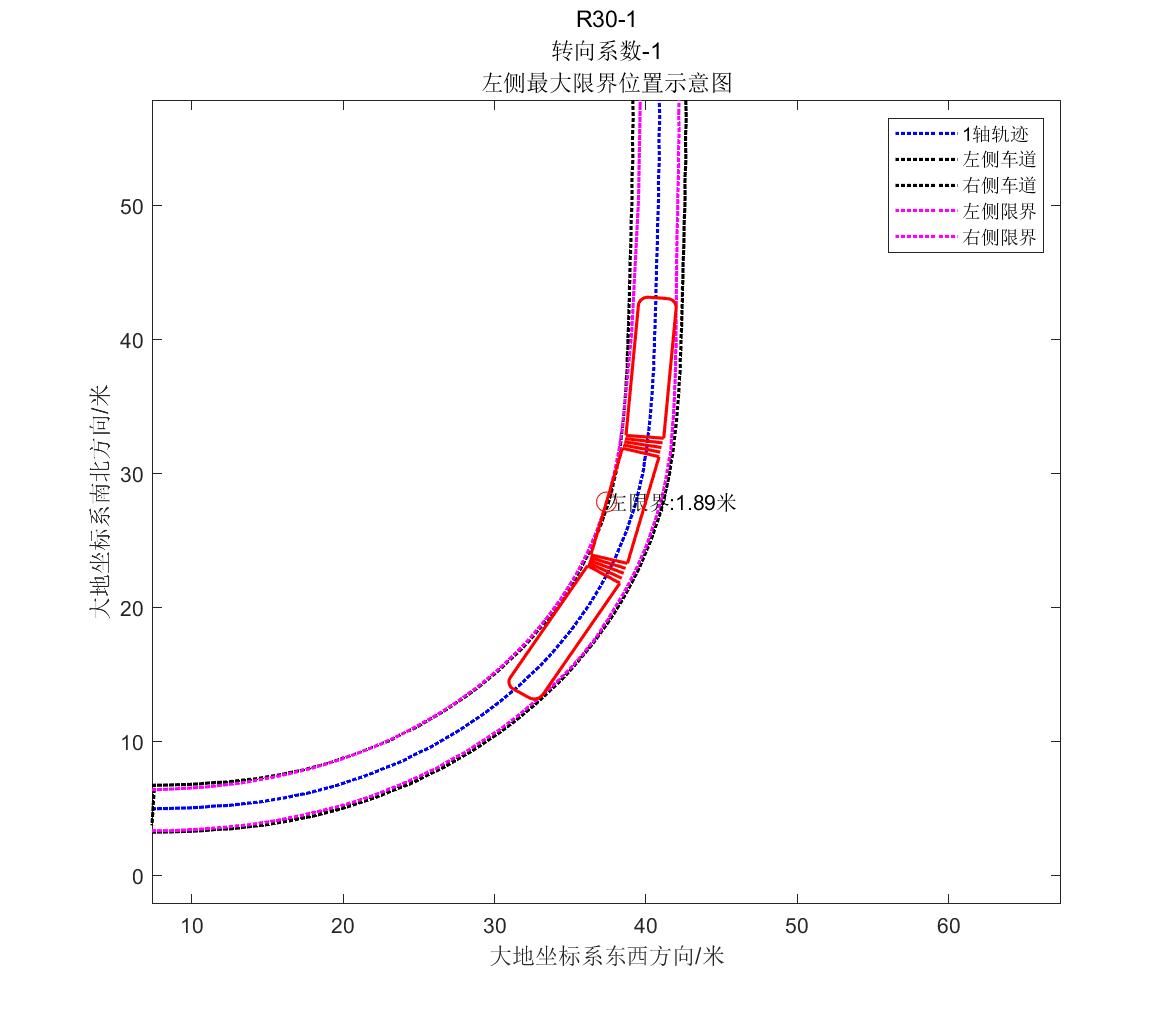 R30-1
转向系数-1
左侧最大限界位置示意图
1轴轨迹
左侧车道
右侧车道
左侧限界
右侧限界
50
40
30
20
10
0
大地坐标系南北方向/米
左限界:1.89米
10 20 30 40 50 60
大地坐标系东西方向/米